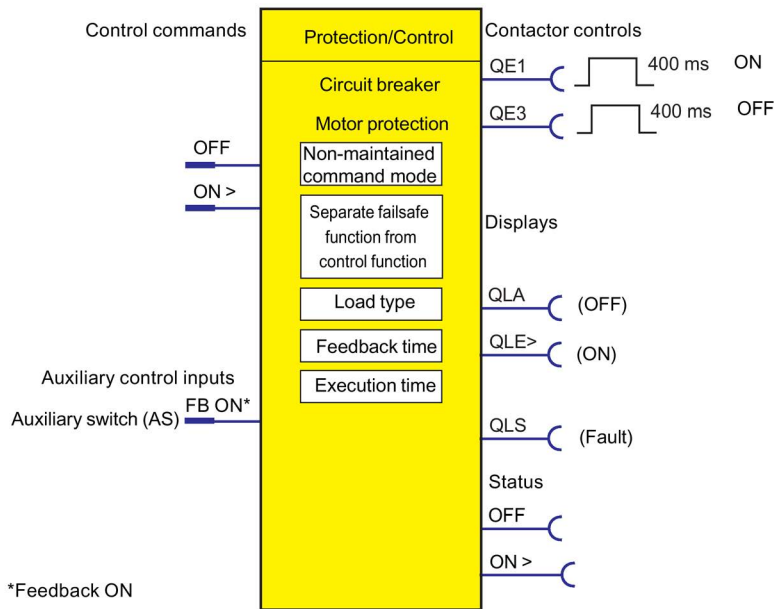 Control commands
Protection/Control
Contactor controls
Circuit breaker
QE1
400 ms ON
Motor protection
QE3
400 ms OFF
OFF
Non-maintained
command mode
ON >
Separate failsafe
function from
control function
Displays
Load type
QLA
(OFF)
Feedback time
QLE>
(ON)
Auxiliary control inputs
Execution time
Auxiliary switch (AS)
FB ON*
QLS
(Fault)
Status
OFF
ON >
*Feedback ON